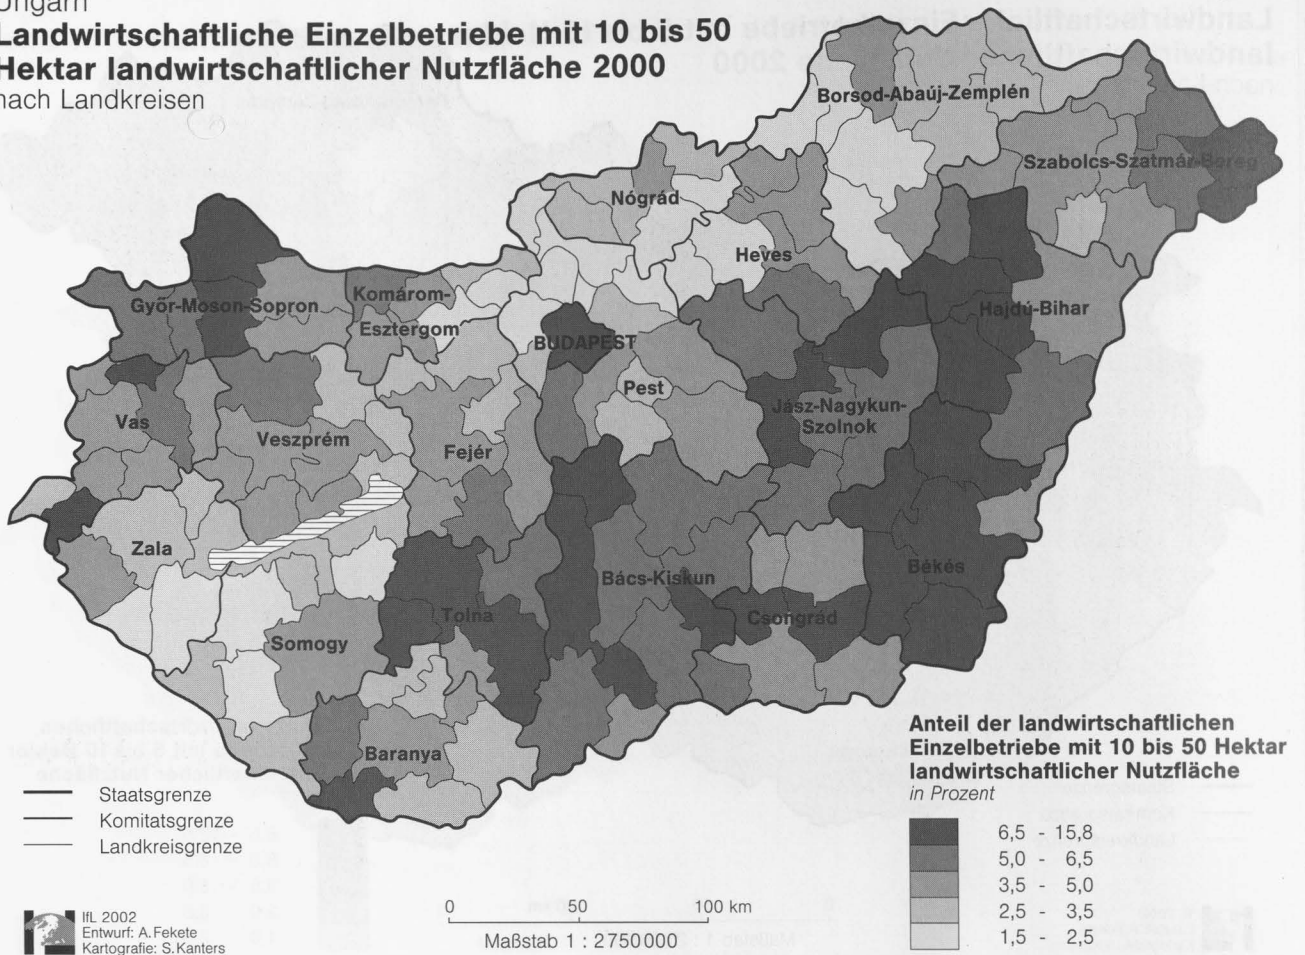 Ungarn
Landwirtschaftliche Einzelbetriebe mit 10 bis 50
Hektar landwirtschaftlicher Nutzfläche 2000
nach Landkreisen
Borsod-Abaúj-Zemplén
Szabolcs-Szatmár-Bereg
Nógrád
Heves
Győr-Moson-Sopron
Komárom-
Esztergom
Hajdú-Bihar
BUDAPEST
Pest
Jász-Nagykun-
Szolnok
Vas
Veszprém
Fejér
Zala
Békés
Bács-Kiskun
Tolna
Csongrád
Somogy
Baranya
Anteil der landwirtschaftlichen
Einzelbetriebe mit 10 bis 50 Hektar
landwirtschaftlicher Nutzfläche
in Prozent
6,5 - 15,8
5,0 - 6,5
3,5 - 5,0
2,5 - 3,5
1,5 - 2,5
Staatsgrenze
Komitatsgrenze
Landkreisgrenze
IfL 2002
Entwurf: A.Fekete
Kartografie: S.Kanters
0 50 100 km
Maßstab 1 : 2750000